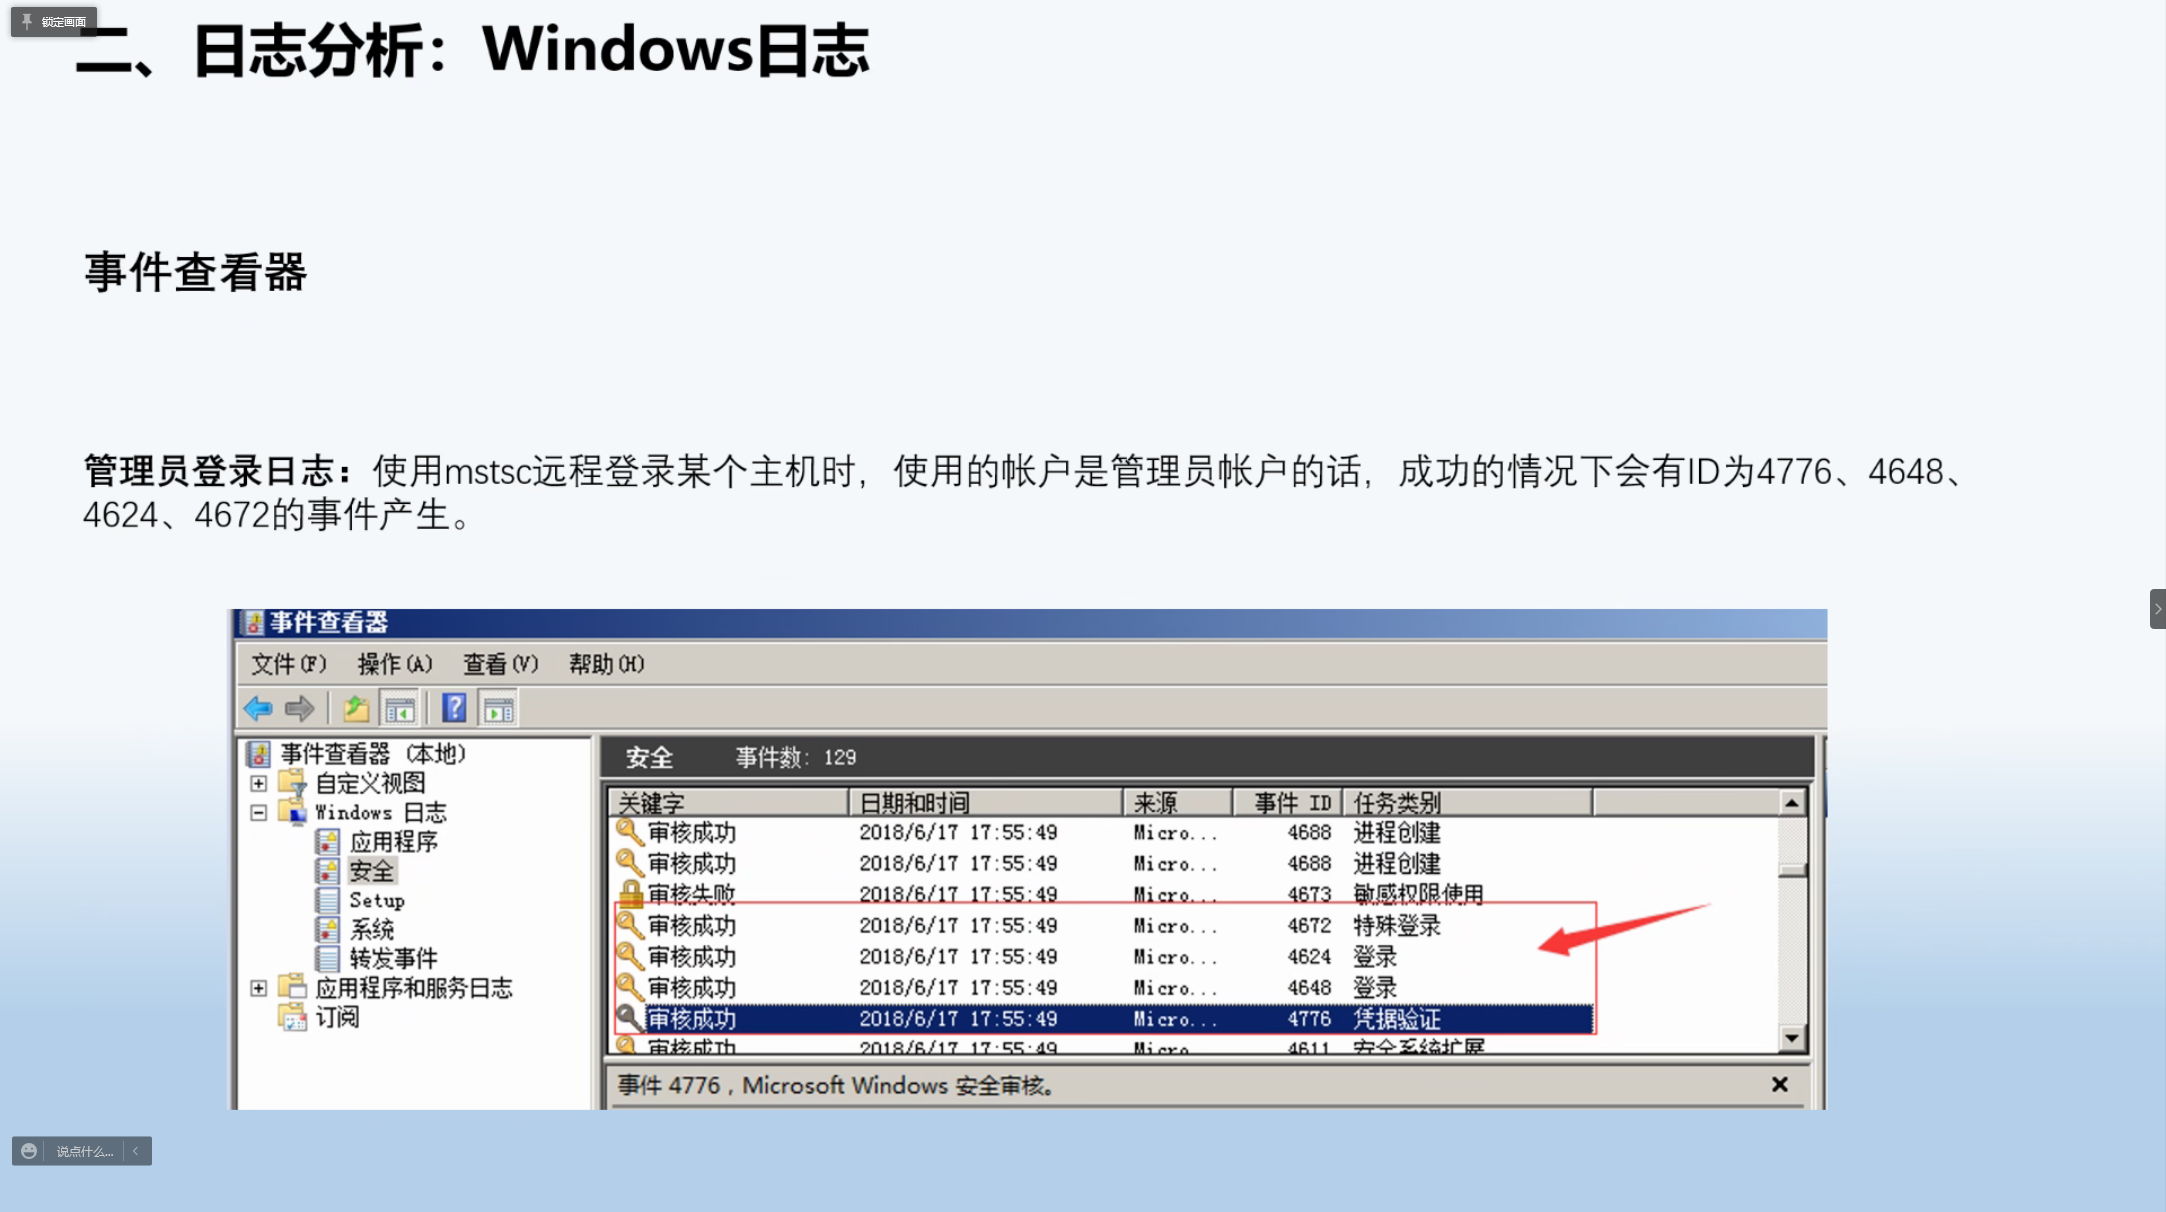 锁定画面
二、日志分析：Windows日志
事件查看器
管理员登录日志：使用mstsc远程登录某个主机时，使用的帐户是管理员帐户的话，成功的情况下会有ID为4776、4648、
4624、4672的事件产生。
事件查看器
文件(F) 操作(A) 查看(V) 帮助(H)
事件查看器 (本地)
自定义视图
Windows 日志
应用程序
安全
Setup
系统
转发事件
应用程序和服务日志
订阅
安全 事件数: 129
关键字 日期和时间 来源 事件 ID 任务类别
审核成功 2018/6/17 17:55:49 Micro... 4688 进程创建
审核成功 2018/6/17 17:55:49 Micro... 4688 进程创建
审核失败 2018/6/17 17:55:49 Micro... 4673 敏感权限使用
审核成功 2018/6/17 17:55:49 Micro... 4672 特殊登录
审核成功 2018/6/17 17:55:49 Micro... 4624 登录
审核成功 2018/6/17 17:55:49 Micro... 4648 登录
审核成功 2018/6/17 17:55:49 Micro... 4776 凭据验证
审核成功 2018/6/17 17:55:49 Micro 4611 安全系统扩展
事件 4776，Microsoft Windows 安全审核。
说点什么...